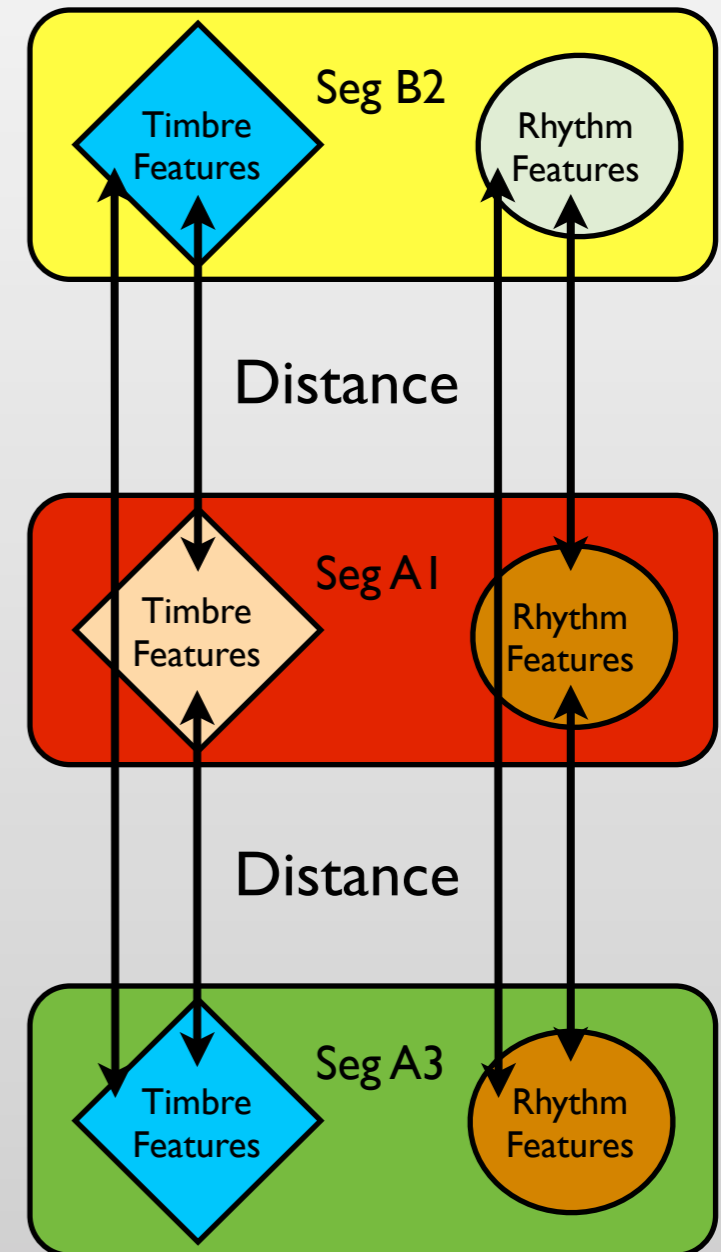 Seg B2
Timbre
Features
Rhythm
Features
Distance
Seg A1
Timbre
Features
Rhythm
Features
Distance
Seg A3
Timbre
Features
Rhythm
Features